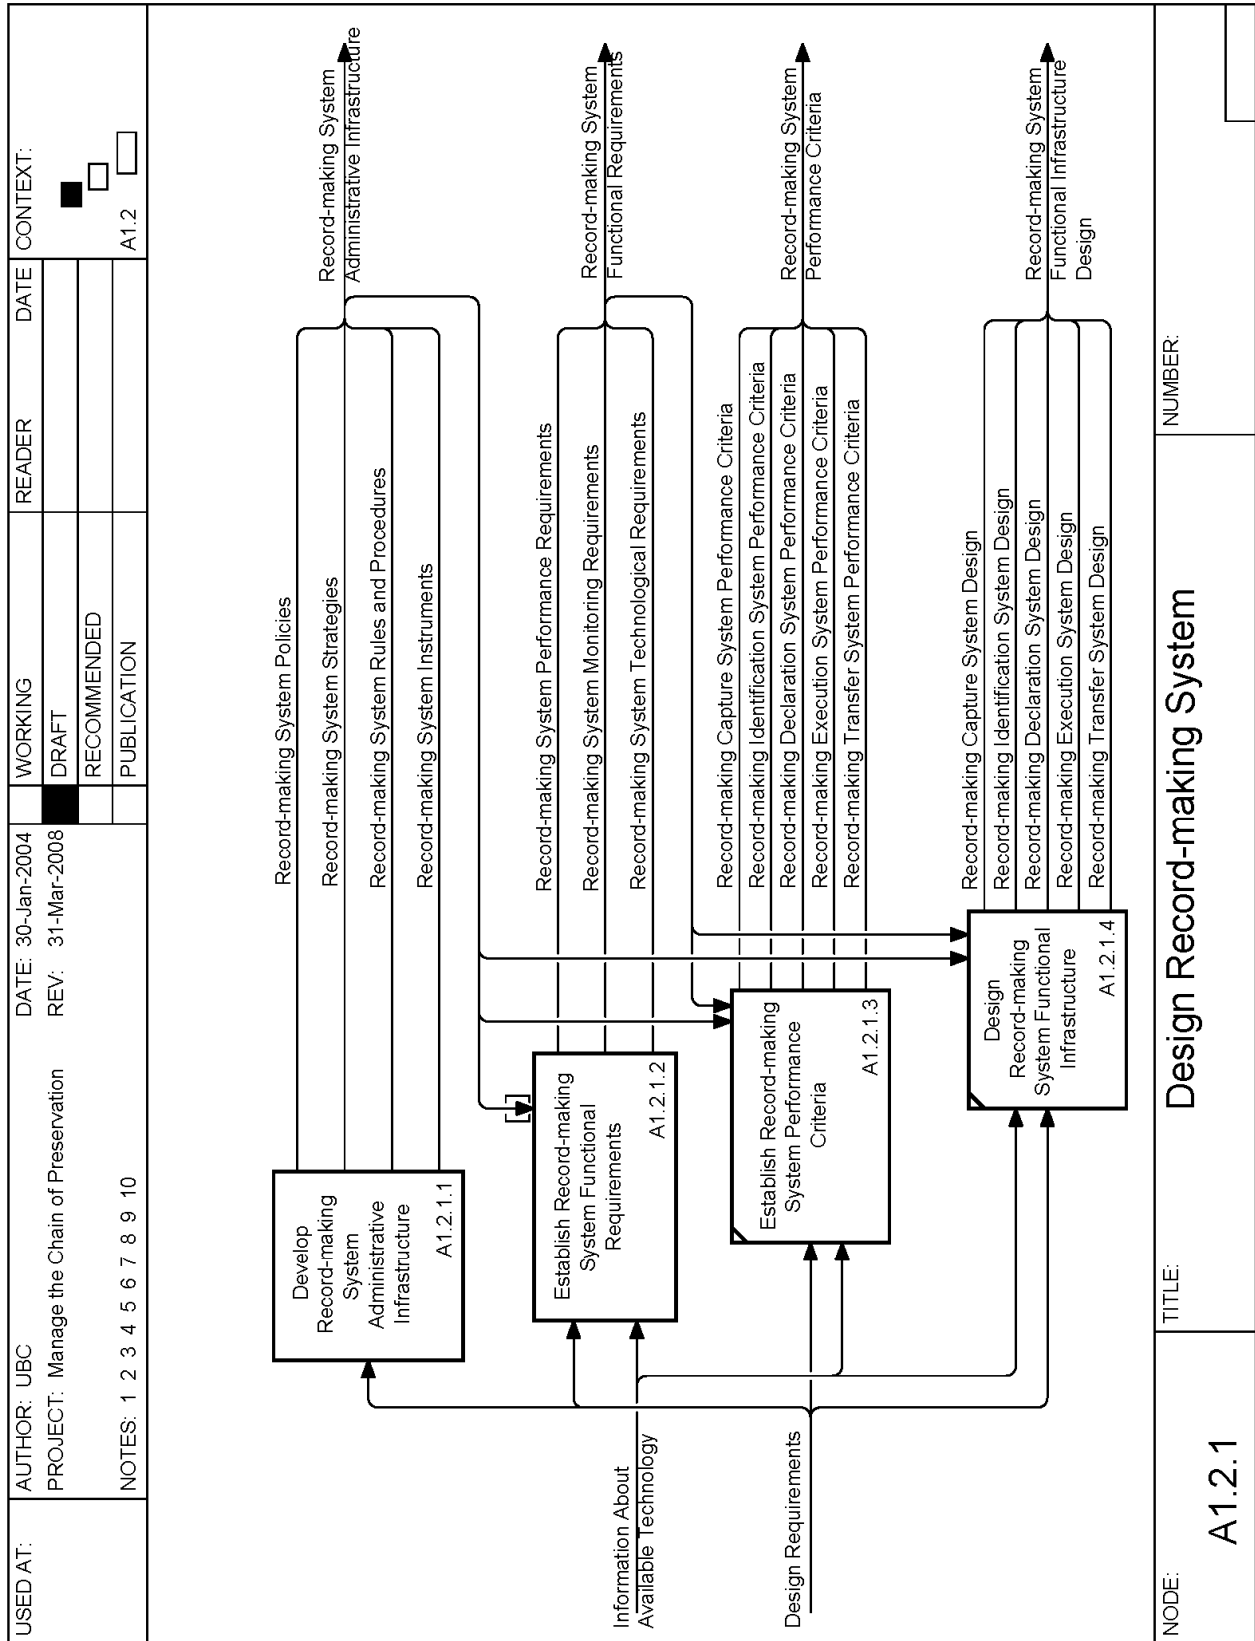 USED AT:
AUTHOR: UBC
PROJECT: Manage the Chain of Preservation
NOTES: 1 2 3 4 5 6 7 8 9 10
DATE: 30-Jan-2004
REV: 31-Mar-2008
WORKING
DRAFT
RECOMMENDED
PUBLICATION
READER
DATE
CONTEXT:
A1.2
Develop
Record-making
System
Administrative
Infrastructure
A1.2.1.1
Record-making System Policies
Record-making System Strategies
Record-making System Rules and Procedures
Record-making System Instruments
Record-making System
Administrative Infrastructure
Information About
Available Technology
Establish Record-making
System Functional
Requirements
A1.2.1.2
Record-making System Performance Requirements
Record-making System Monitoring Requirements
Record-making System Technological Requirements
Record-making System
Functional Requirements
Design Requirements
Establish Record-making
System Performance
Criteria
A1.2.1.3
Record-making Capture System Performance Criteria
Record-making Identification System Performance Criteria
Record-making Declaration System Performance Criteria
Record-making Execution System Performance Criteria
Record-making Transfer System Performance Criteria
Record-making System
Performance Criteria
Design
Record-making
System Functional
Infrastructure
A1.2.1.4
Record-making Capture System Design
Record-making Identification System Design
Record-making Declaration System Design
Record-making Execution System Design
Record-making Transfer System Design
Record-making System
Functional Infrastructure
Design
NODE:
A1.2.1
TITLE:
Design Record-making System
NUMBER: